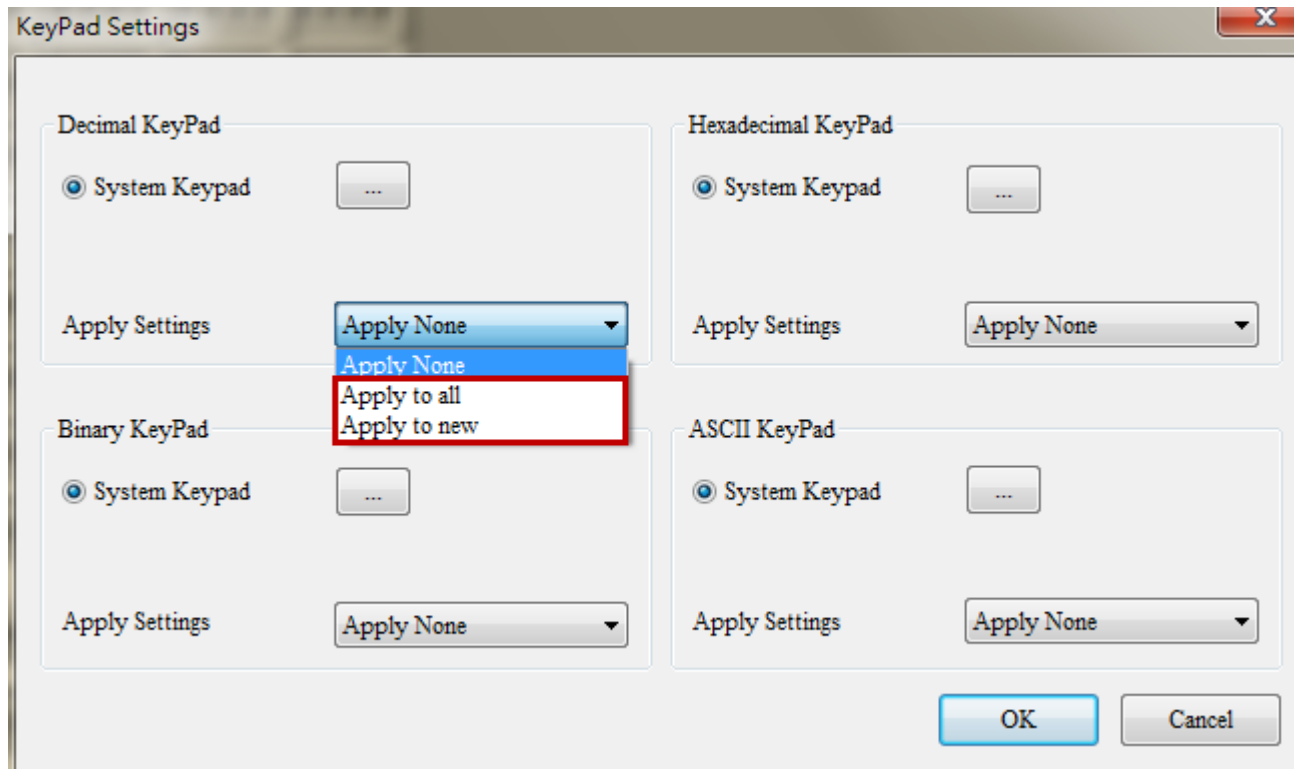 KeyPad Settings
Decimal KeyPad
System Keypad
...
Apply Settings
Apply None
Apply None
Apply to all
Apply to new
Hexadecimal KeyPad
System Keypad
...
Apply Settings
Apply None
Binary KeyPad
System Keypad
...
Apply Settings
Apply None
ASCII KeyPad
System Keypad
...
Apply Settings
Apply None
OK
Cancel